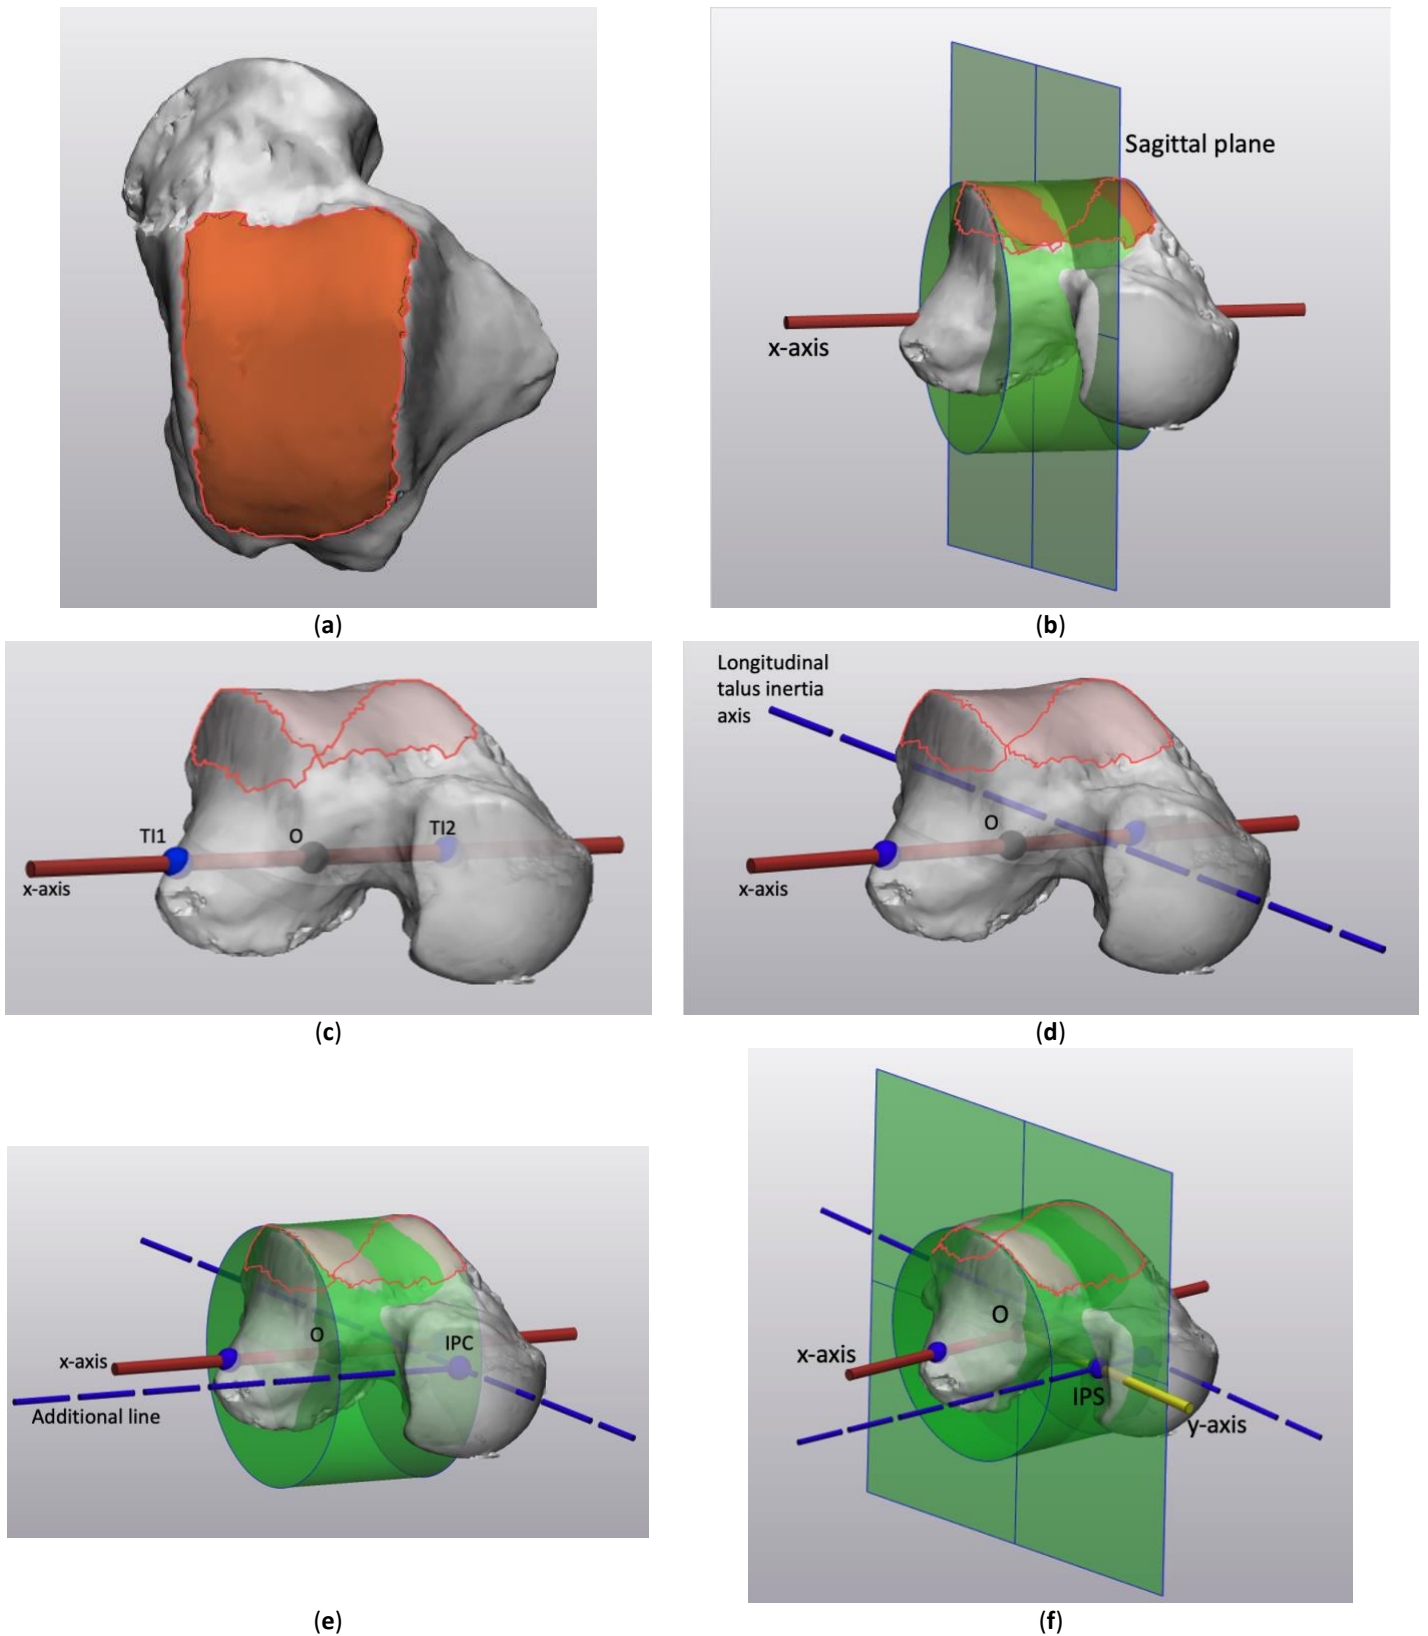 (a)
Sagittal plane
x-axis
(b)
TI1
O
TI2
x-axis
(c)
Longitudinal
talus inertia
axis
O
x-axis
(d)
O
IPC
x-axis
Additional line
(e)
O
x-axis
IPS
y-axis
(f)